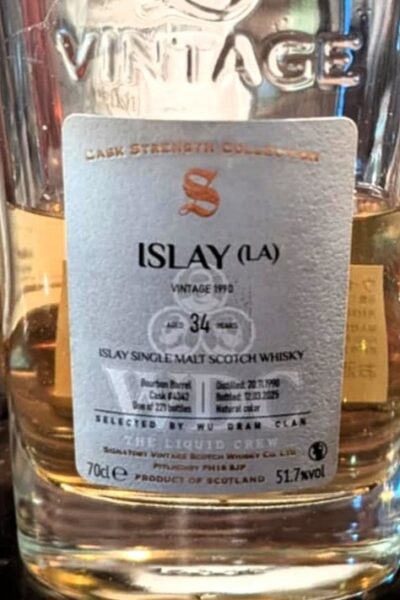 VINTAGE
CASK STRENGTH COLLECTION
S
ISLAY (LA)
VINTAGE 1990
AGED 34 YEARS
ISLAY SINGLE MALT SCOTCH WHISKY
Bourbon Barrel Distilled: 20.11.1990
Cask #4342 Bottled: 12.03.2025
One of 221 bottles Natural color
SELECTED BY WU DRAM CLAN
THE LIQUID CREW
SIGNATORY VINTAGE SCOTCH WHISKY CO. LTD
PITLOCHRY PH16 5JP
70cl e PRODUCT OF SCOTLAND 51.7%vol